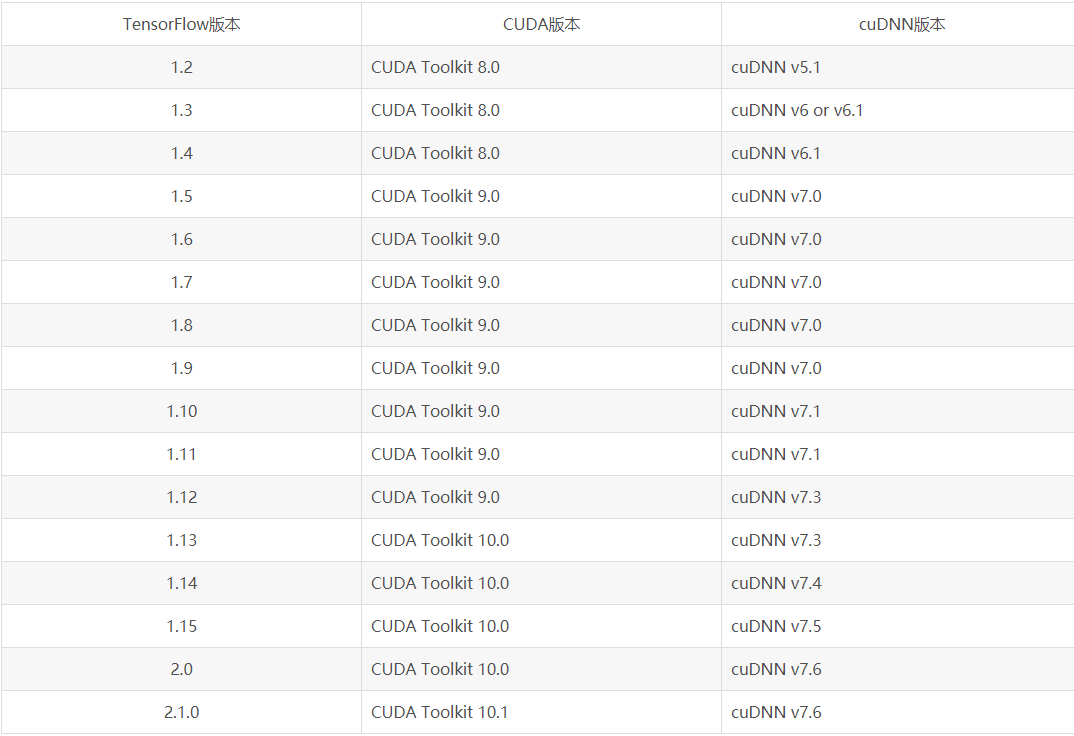 TensorFlow版本 CUDA版本 cuDNN版本
1.2 CUDA Toolkit 8.0 cuDNN v5.1
1.3 CUDA Toolkit 8.0 cuDNN v6 or v6.1
1.4 CUDA Toolkit 8.0 cuDNN v6.1
1.5 CUDA Toolkit 9.0 cuDNN v7.0
1.6 CUDA Toolkit 9.0 cuDNN v7.0
1.7 CUDA Toolkit 9.0 cuDNN v7.0
1.8 CUDA Toolkit 9.0 cuDNN v7.0
1.9 CUDA Toolkit 9.0 cuDNN v7.0
1.10 CUDA Toolkit 9.0 cuDNN v7.1
1.11 CUDA Toolkit 9.0 cuDNN v7.1
1.12 CUDA Toolkit 9.0 cuDNN v7.3
1.13 CUDA Toolkit 10.0 cuDNN v7.3
1.14 CUDA Toolkit 10.0 cuDNN v7.4
1.15 CUDA Toolkit 10.0 cuDNN v7.5
2.0 CUDA Toolkit 10.0 cuDNN v7.6
2.1.0 CUDA Toolkit 10.1 cuDNN v7.6